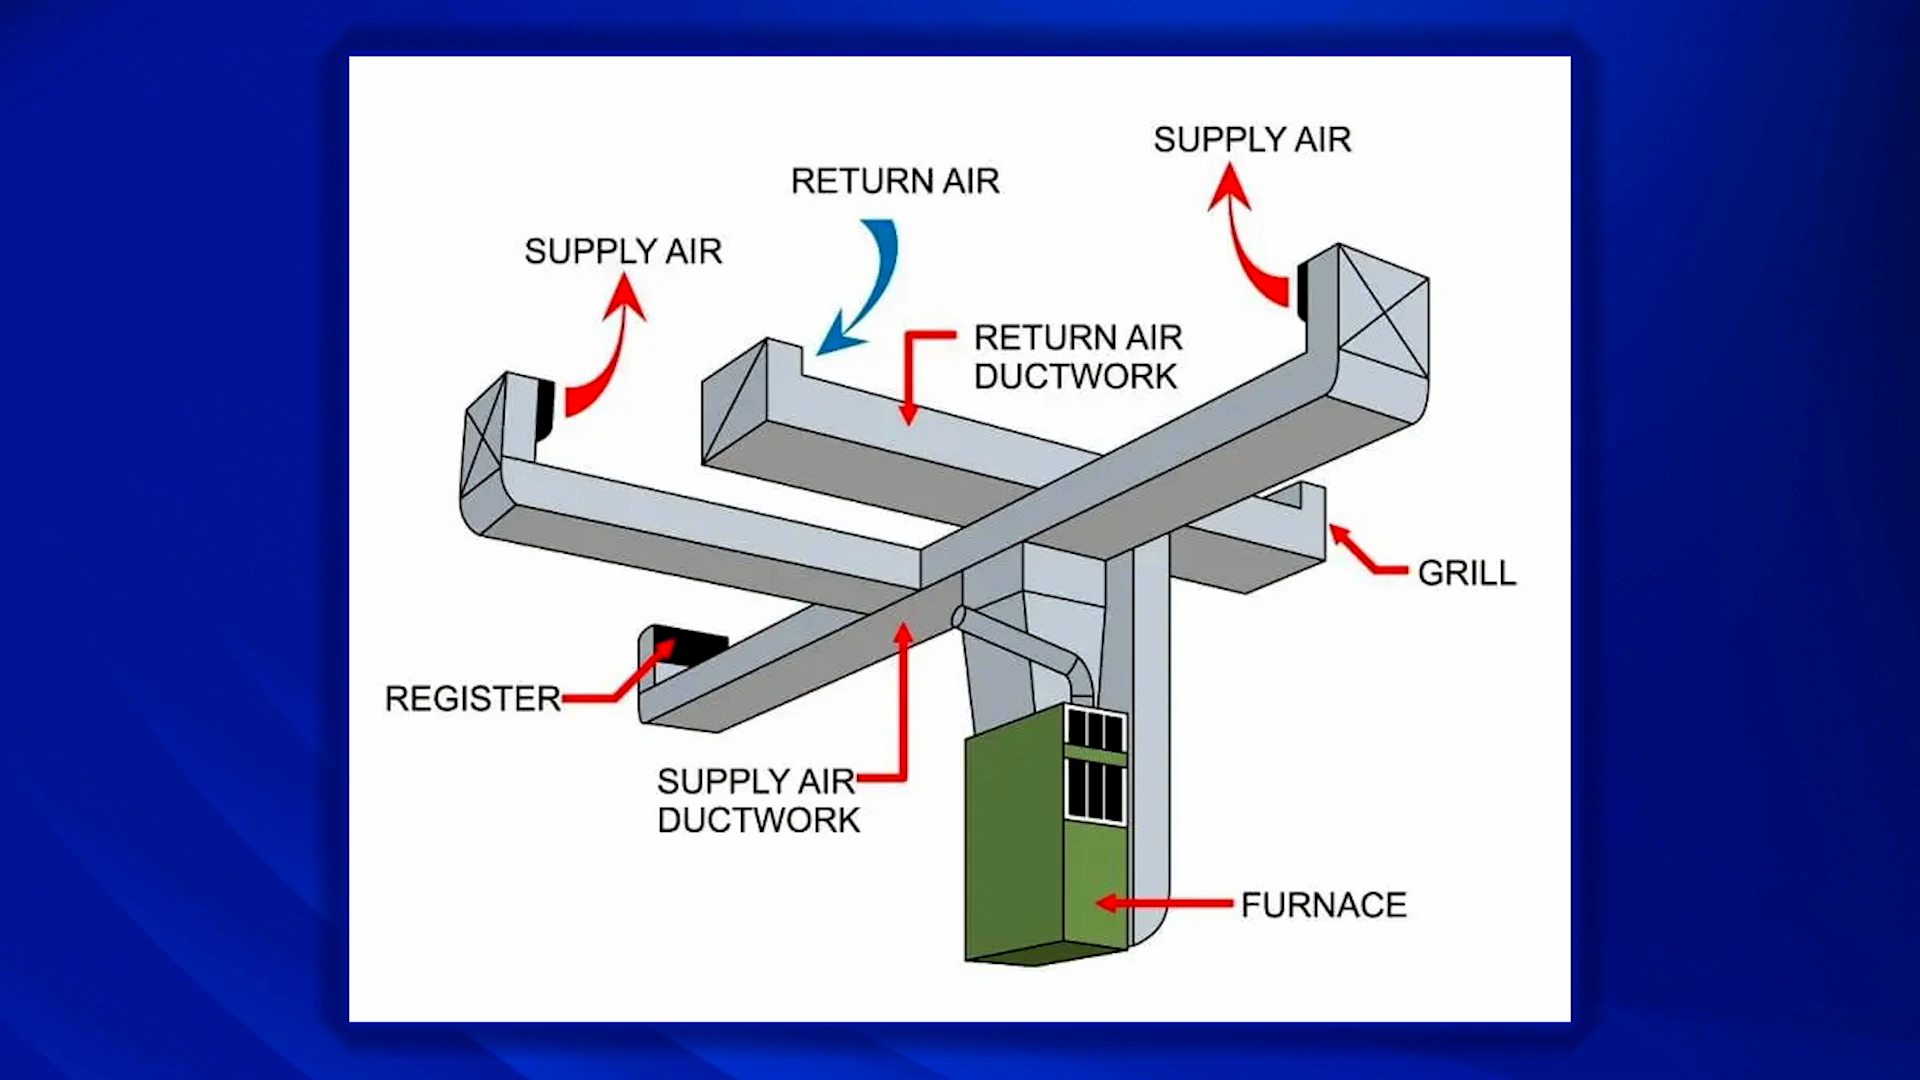 SUPPLY AIR
RETURN AIR
SUPPLY AIR
RETURN AIR
DUCTWORK
GRILL
REGISTER
SUPPLY AIR
DUCTWORK
FURNACE